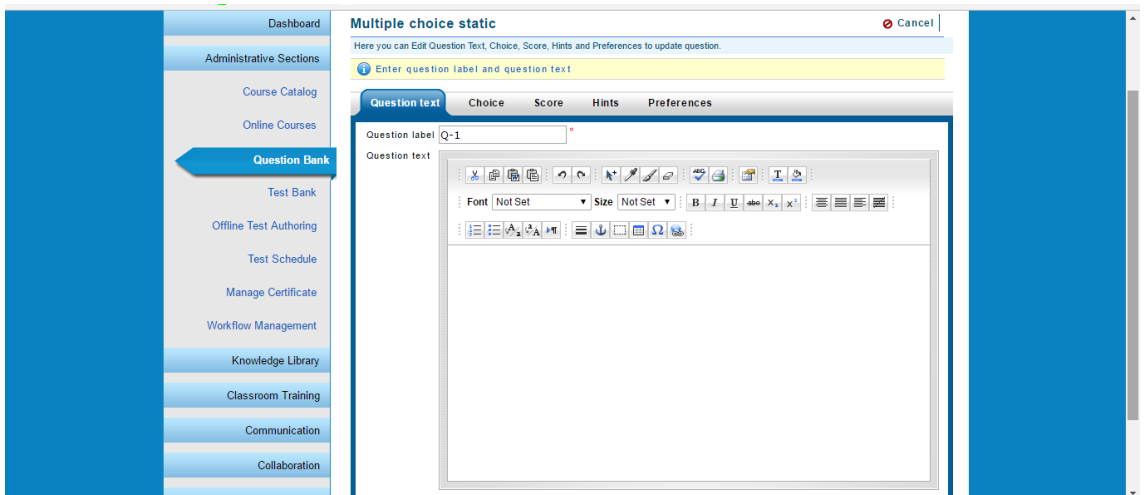 Dashboard
Administrative Sections
Course Catalog
Online Courses
Question Bank
Test Bank
Offline Test Authoring
Test Schedule
Manage Certificate
Workflow Management
Knowledge Library
Classroom Training
Communication
Collaboration
Multiple choice static
Cancel
Here you can Edit Question Text, Choice, Score, Hints and Preferences to update question.
Enter question label and question text
Question text Choice Score Hints Preferences
Question label Q-1 *
Question text
Font Not Set Size Not Set B I U abc X₂ X²